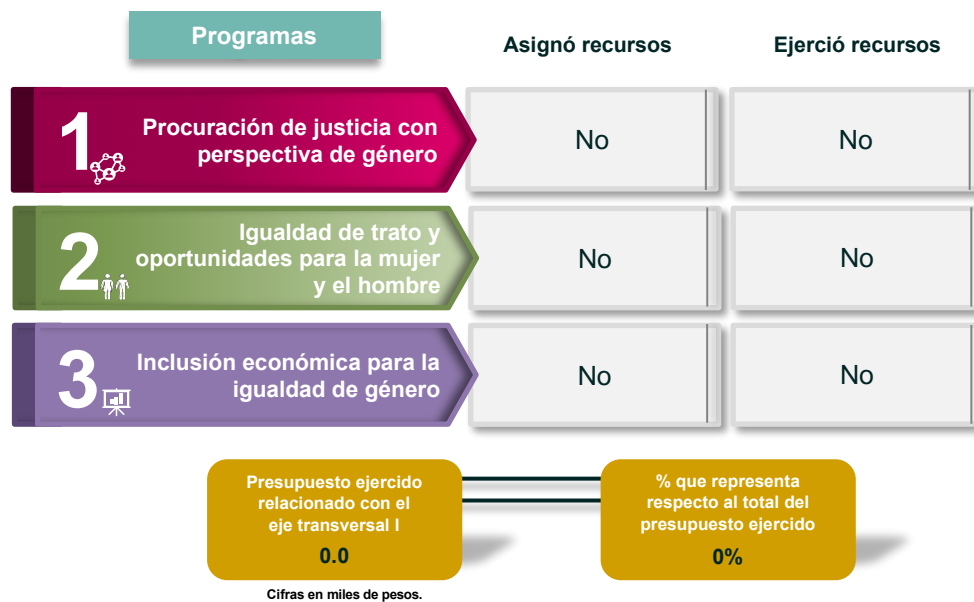 Programas
Asignó recursos
Ejerció recursos
1
Procuración de justicia con
perspectiva de género
No
No
2
Igualdad de trato y
oportunidades para la mujer
y el hombre
No
No
3
Inclusión económica para la
igualdad de género
No
No
Presupuesto ejercido
relacionado con el
eje transversal I
0.0
% que representa
respecto al total del
presupuesto ejercido
0%
Cifras en miles de pesos.